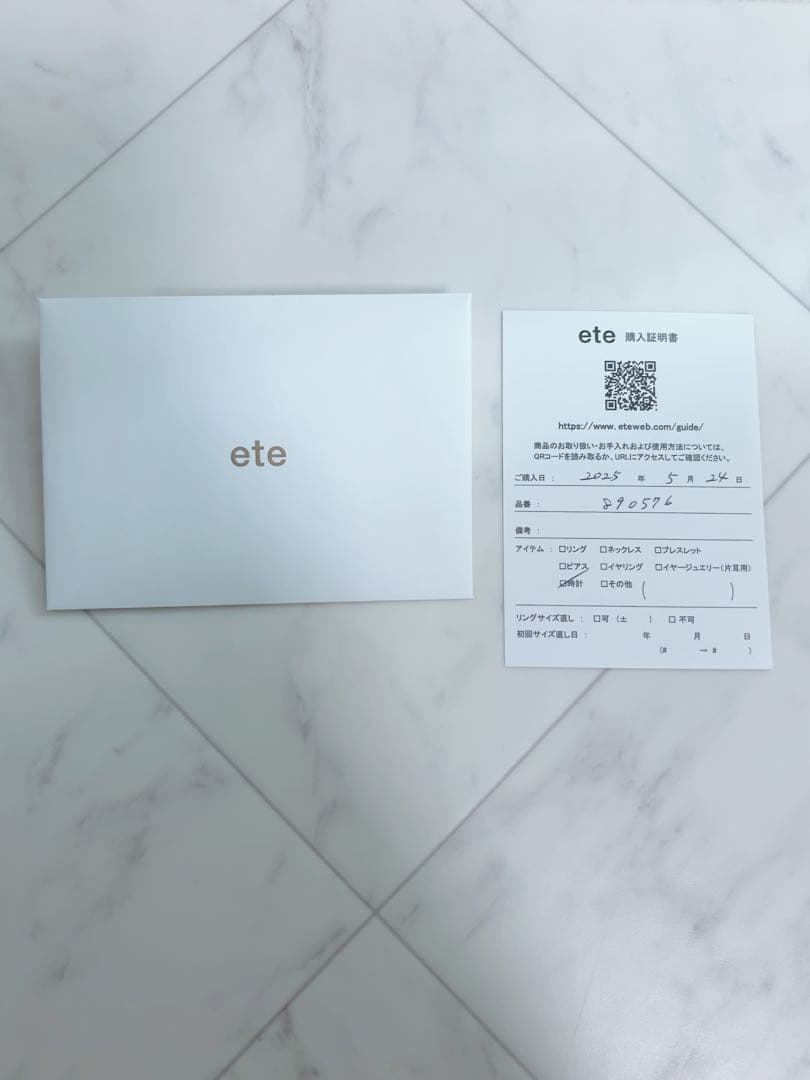 ete
ete 購入証明書
https://www.eteweb.com/guide/
商品のお取り扱い・お手入れおよび使用方法については、
QRコードを読み取るか、URLにアクセスしてご確認ください。
ご購入日 : 2025 年 5 月 24 日
品番 : 890576
備考 :
アイテム : □リング □ネックレス □ブレスレット
□ピアス □イヤリング □イヤージュエリー(片耳用)
□時計 □その他 ( )
リングサイズ直し : □可 (± ) □不可
初回サイズ直し日 : 年 月 日
(# → # )